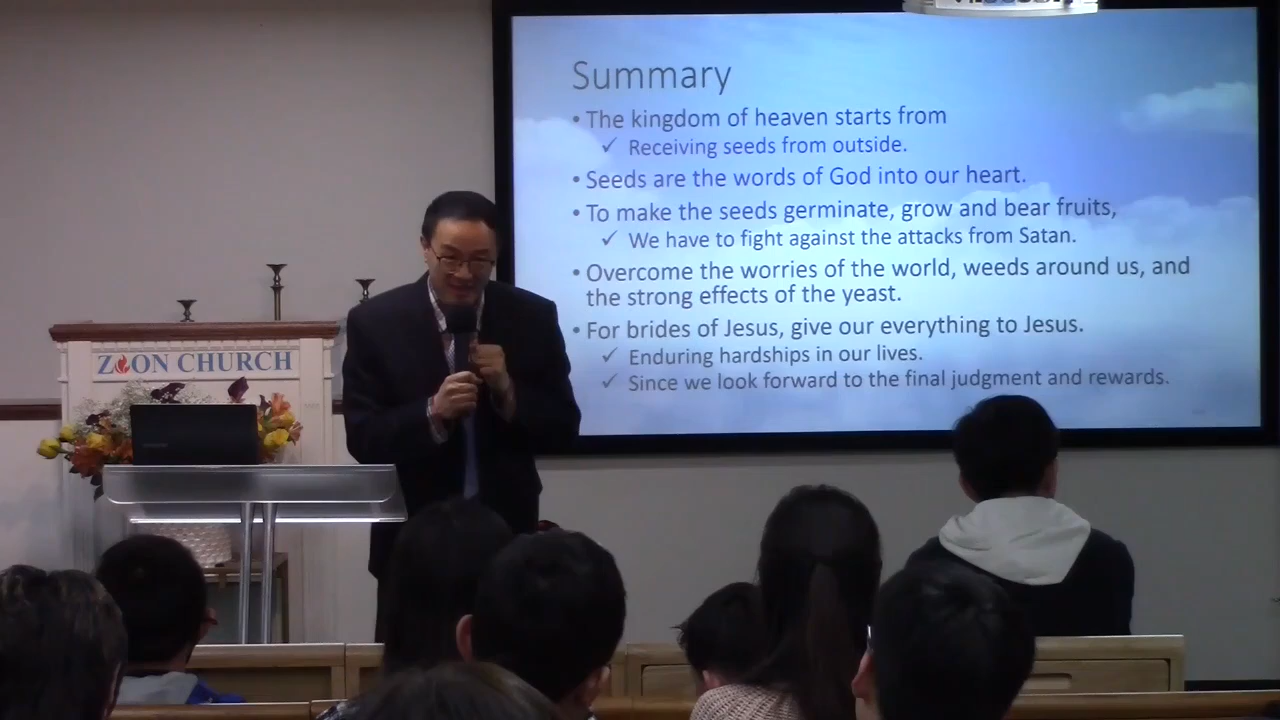 Summary
• The kingdom of heaven starts from
✓ Receiving seeds from outside.
• Seeds are the words of God into our heart.
• To make the seeds germinate, grow and bear fruits,
✓ We have to fight against the attacks from Satan.
• Overcome the worries of the world, weeds around us, and
the strong effects of the yeast.
• For brides of Jesus, give our everything to Jesus.
✓ Enduring hardships in our lives.
✓ Since we look forward to the final judgment and rewards.
ZION CHURCH